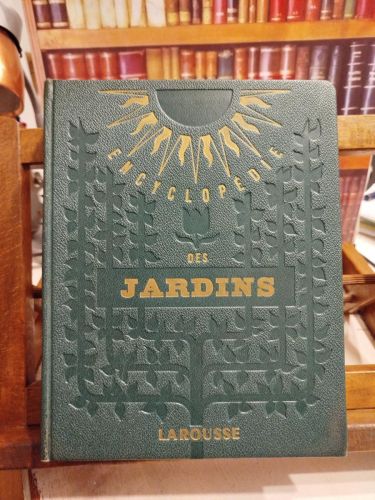 ENCYCLOPÉDIE
DES
JARDINS
LAROUSSE